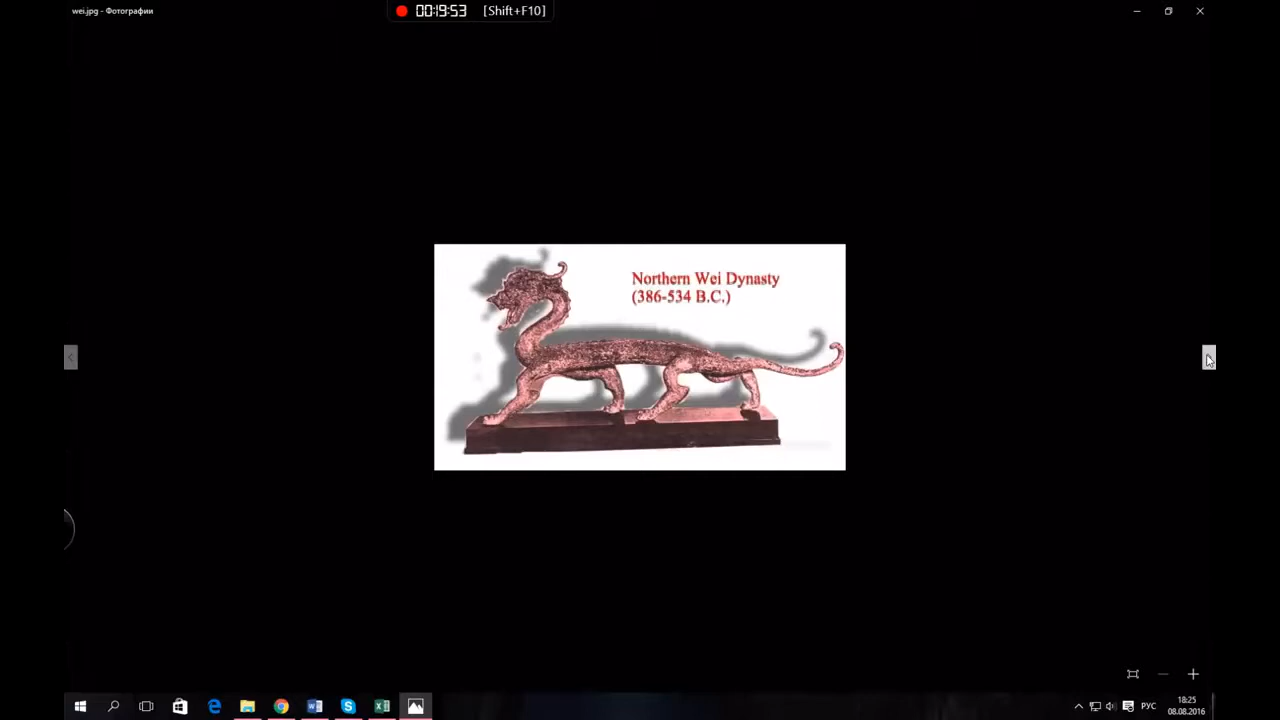 wei.jpg - Фотографии
00:19:53 [Shift+F10]
Northern Wei Dynasty
(386-534 B.C.)
РУС
18:25
08.08.2016